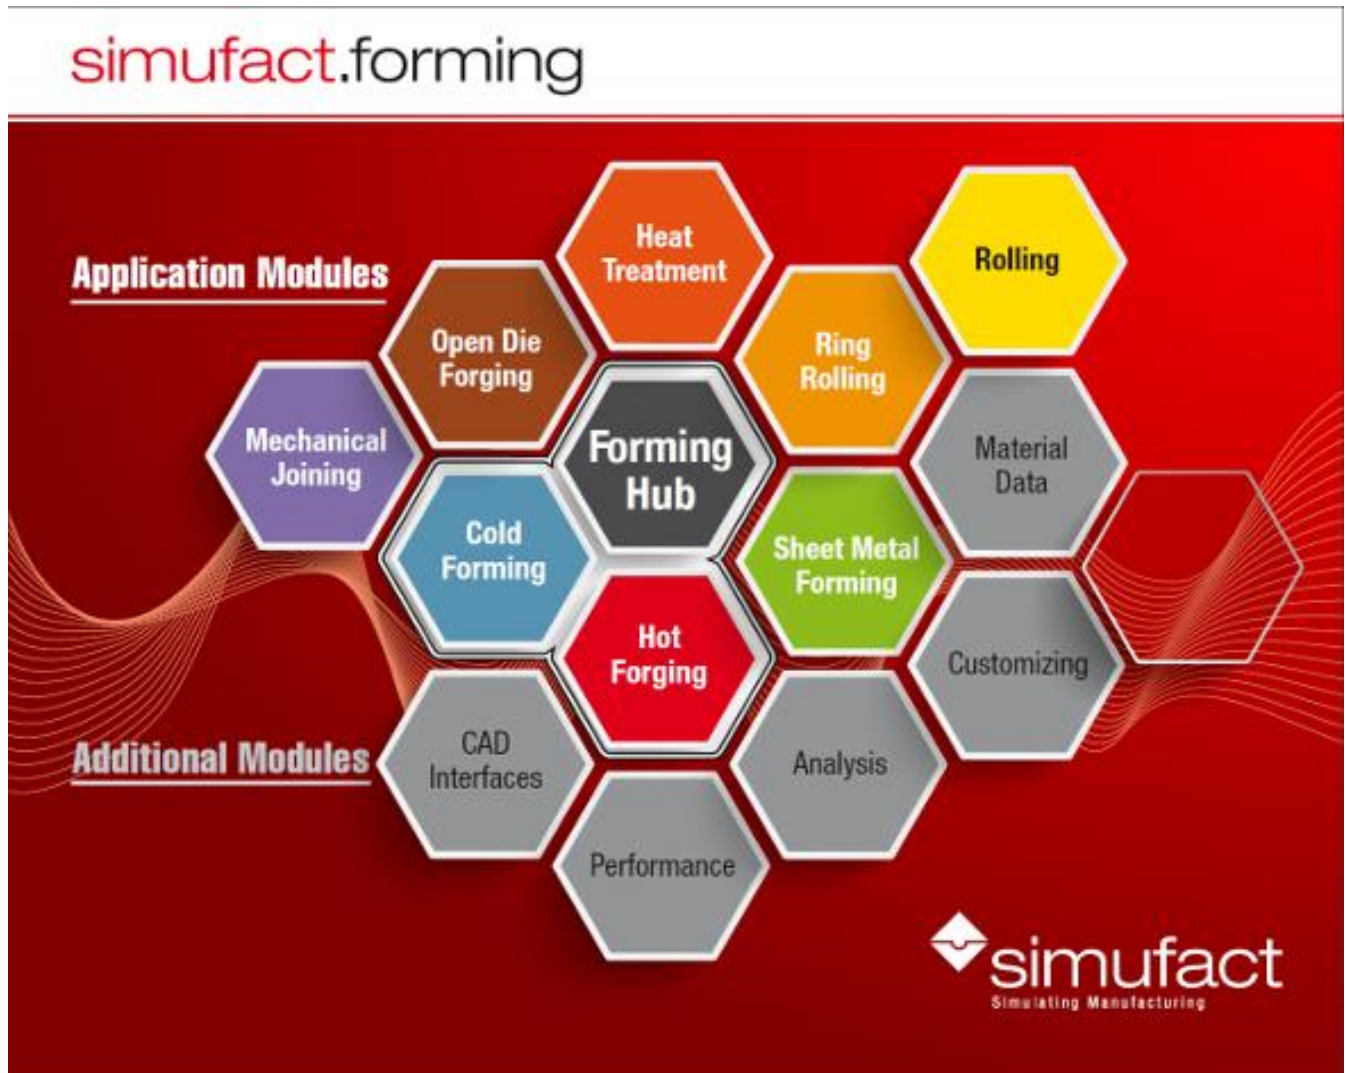 simufact.forming
Application Modules
Heat
Treatment
Rolling
Open Die
Forging
Ring
Rolling
Mechanical
Joining
Forming
Hub
Material
Data
Cold
Forming
Sheet Metal
Forming
Hot
Forging
Customizing
Additional Modules
CAD
Interfaces
Analysis
Performance
simufact
Simulating Manufacturing